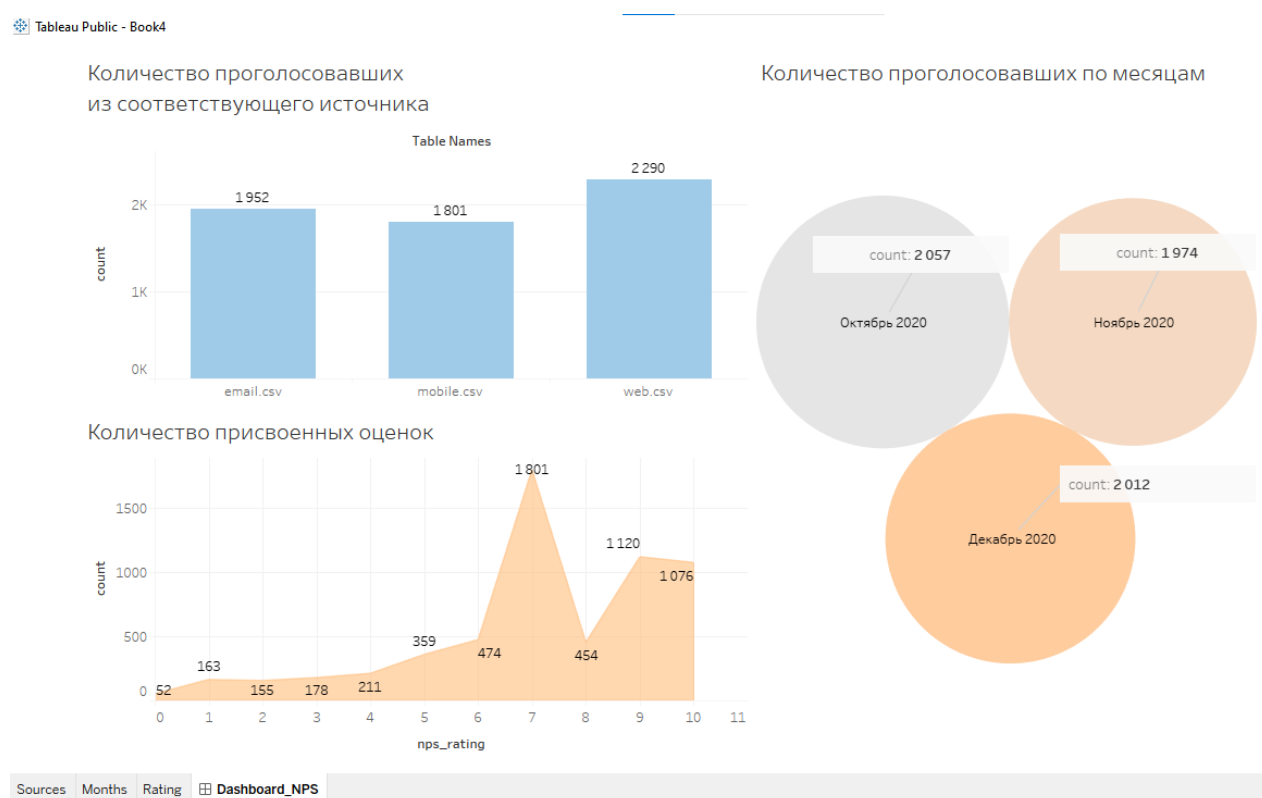 Tableau Public - Book4
Количество проголосовавших
из соответствующего источника
Table Names
count
2K
1K
0K
1 952
1 801
2 290
email.csv
mobile.csv
web.csv
Количество присвоенных оценок
count
1500
1000
500
0
52
163
155
178
211
359
474
1 801
454
1 120
1 076
0 1 2 3 4 5 6 7 8 9 10 11
nps_rating
Количество проголосовавших по месяцам
count: 2 057
Октябрь 2020
count: 1 974
Ноябрь 2020
count: 2 012
Декабрь 2020
Sources Months Rating Dashboard_NPS